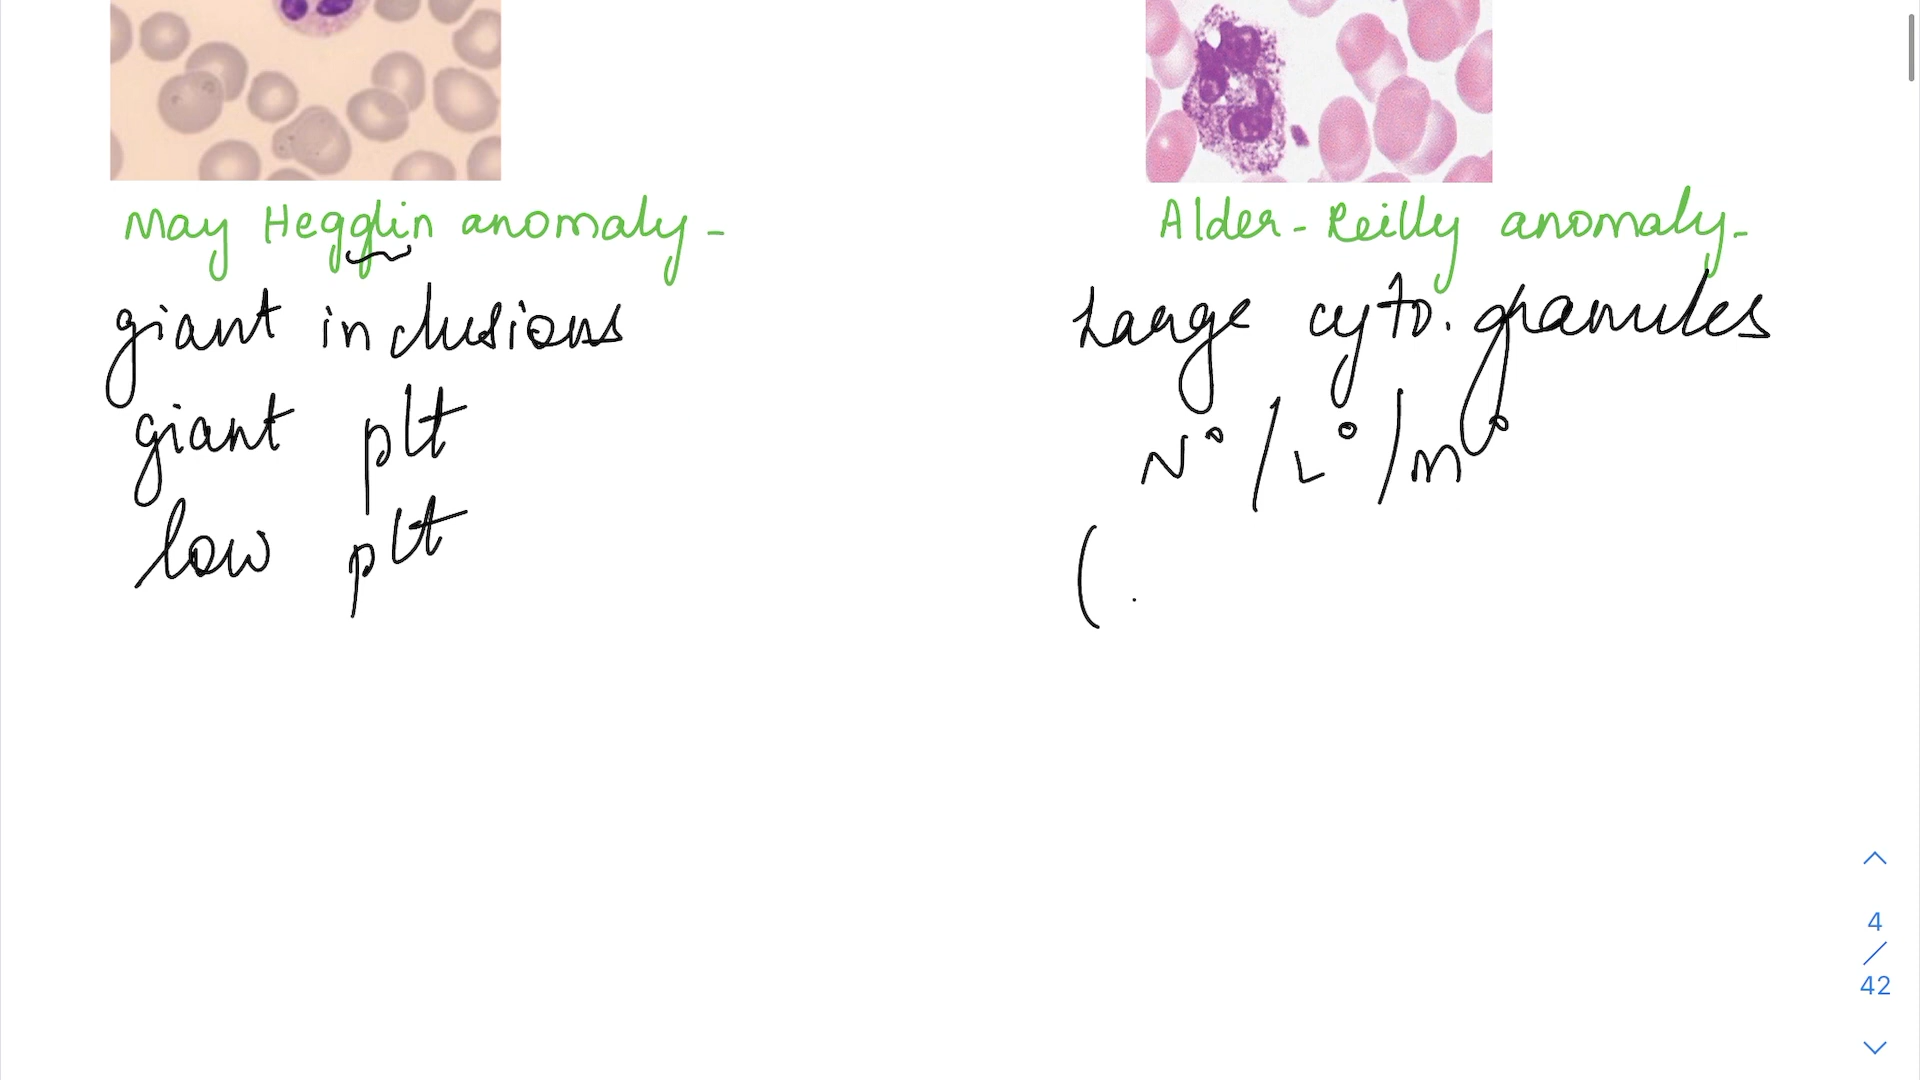 May Hegglin anomaly -
giant inclusions
giant plt
low plt
Alder-Reilly anomaly-
Large cyto. granules
N° / L° / m°
(.
4
/
42